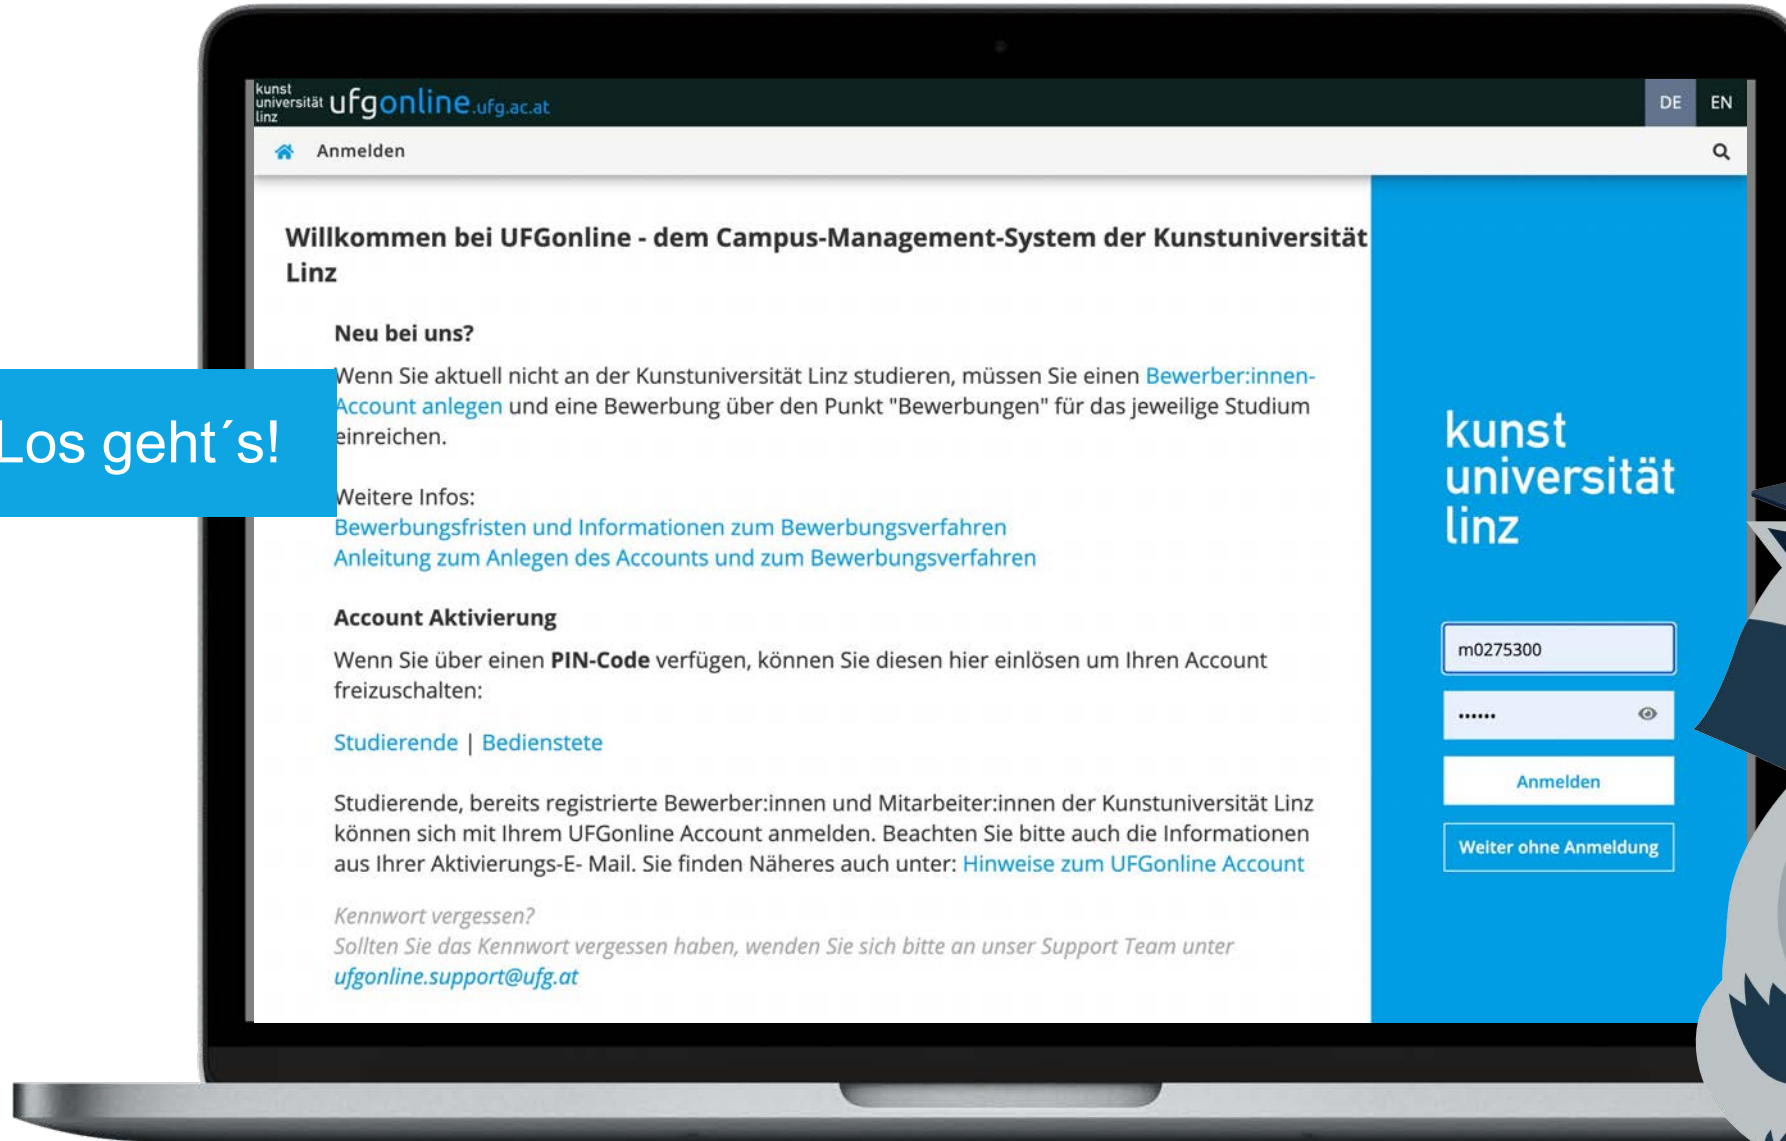 kunst
universität
linz
ufgonline.ufg.ac.at
DE EN
Anmelden
Willkommen bei UFGonline - dem Campus-Management-System der Kunstuniversität
Linz
Neu bei uns?
Wenn Sie aktuell nicht an der Kunstuniversität Linz studieren, müssen Sie einen Bewerber:innen-
Account anlegen und eine Bewerbung über den Punkt "Bewerbungen" für das jeweilige Studium
einreichen.
Los geht´s!
Weitere Infos:
Bewerbungsfristen und Informationen zum Bewerbungsverfahren
Anleitung zum Anlegen des Accounts und zum Bewerbungsverfahren
Account Aktivierung
Wenn Sie über einen PIN-Code verfügen, können Sie diesen hier einlösen um Ihren Account
freizuschalten:
Studierende | Bedienstete
Studierende, bereits registrierte Bewerber:innen und Mitarbeiter:innen der Kunstuniversität Linz
können sich mit Ihrem UFGonline Account anmelden. Beachten Sie bitte auch die Informationen
aus Ihrer Aktivierungs-E- Mail. Sie finden Näheres auch unter: Hinweise zum UFGonline Account
Kennwort vergessen?
Sollten Sie das Kennwort vergessen haben, wenden Sie sich bitte an unser Support Team unter
ufgonline.support@ufg.at
kunst
universität
linz
m0275300
••••••
Anmelden
Weiter ohne Anmeldung